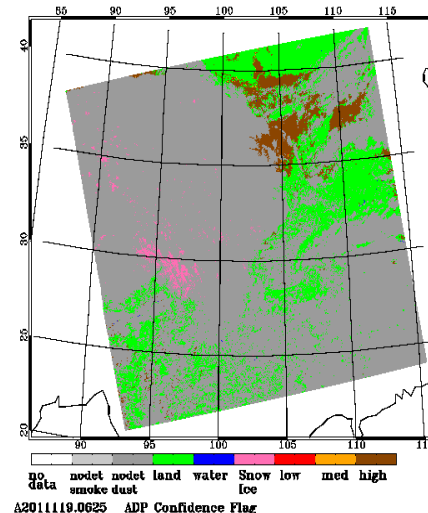 85 90 95 100 105 110 115
40
35
30
25
20
90 95 100 105 110 115
no data nodet smoke nodet dust land water Snow Ice low med high
A2011119.0625 ADP Confidence Flag